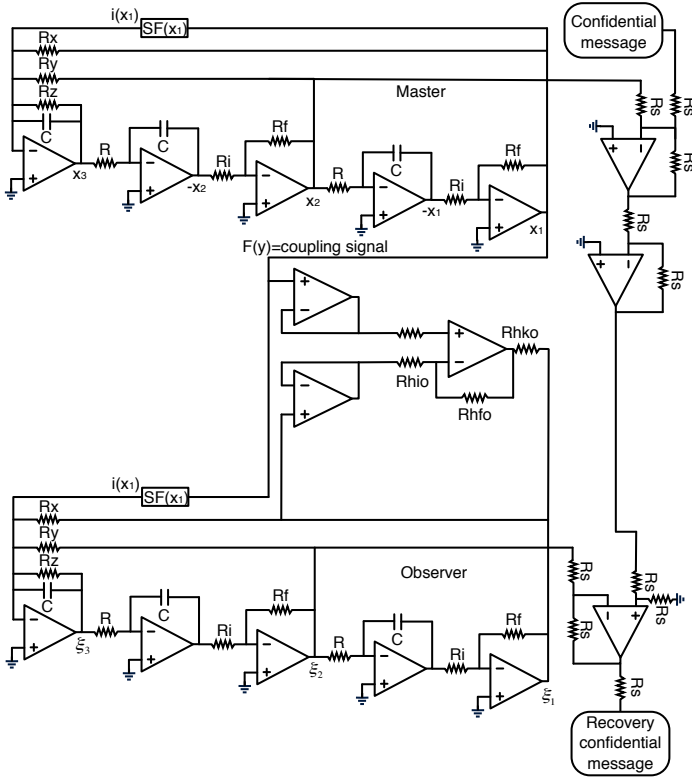 i(x₁)
SF(x₁)
Confidential
message
Rx
Ry
Rz
C
Master
Rs
Rs
Rs
C
Rf
C
Rf
R
Ri
R
Ri
x₃
-x₂
x₂
-x₁
x₁
Rs
Rs
F(y)=coupling signal
Rhko
Rhio
Rhfo
i(x₁)
SF(x₁)
Rx
Ry
Rz
C
Observer
Rs
Rs
Rs
Rs
C
Rf
C
Rf
R
Ri
R
Ri
ξ₃
ξ₂
ξ₁
Rs
Recovery
confidential
message